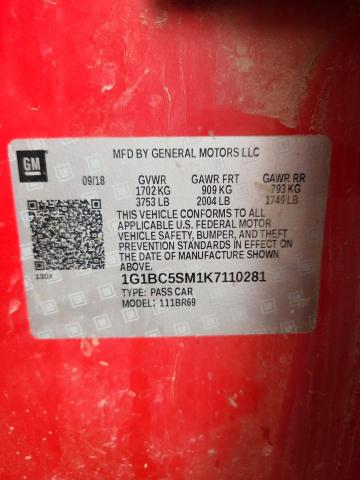 GM
MFD BY GENERAL MOTORS LLC
09/18 GVWR GAWR FRT GAWR RR
1702 KG 909 KG 793 KG
3753 LB 2004 LB 1749 LB
THIS VEHICLE CONFORMS TO ALL
APPLICABLE U.S. FEDERAL MOTOR
VEHICLE SAFETY, BUMPER, AND THEFT
PREVENTION STANDARDS IN EFFECT ON
THE DATE OF MANUFACTURE SHOWN
ABOVE.
130X
1G1BC5SM1K7110281
TYPE: PASS CAR
MODEL: 111BR69